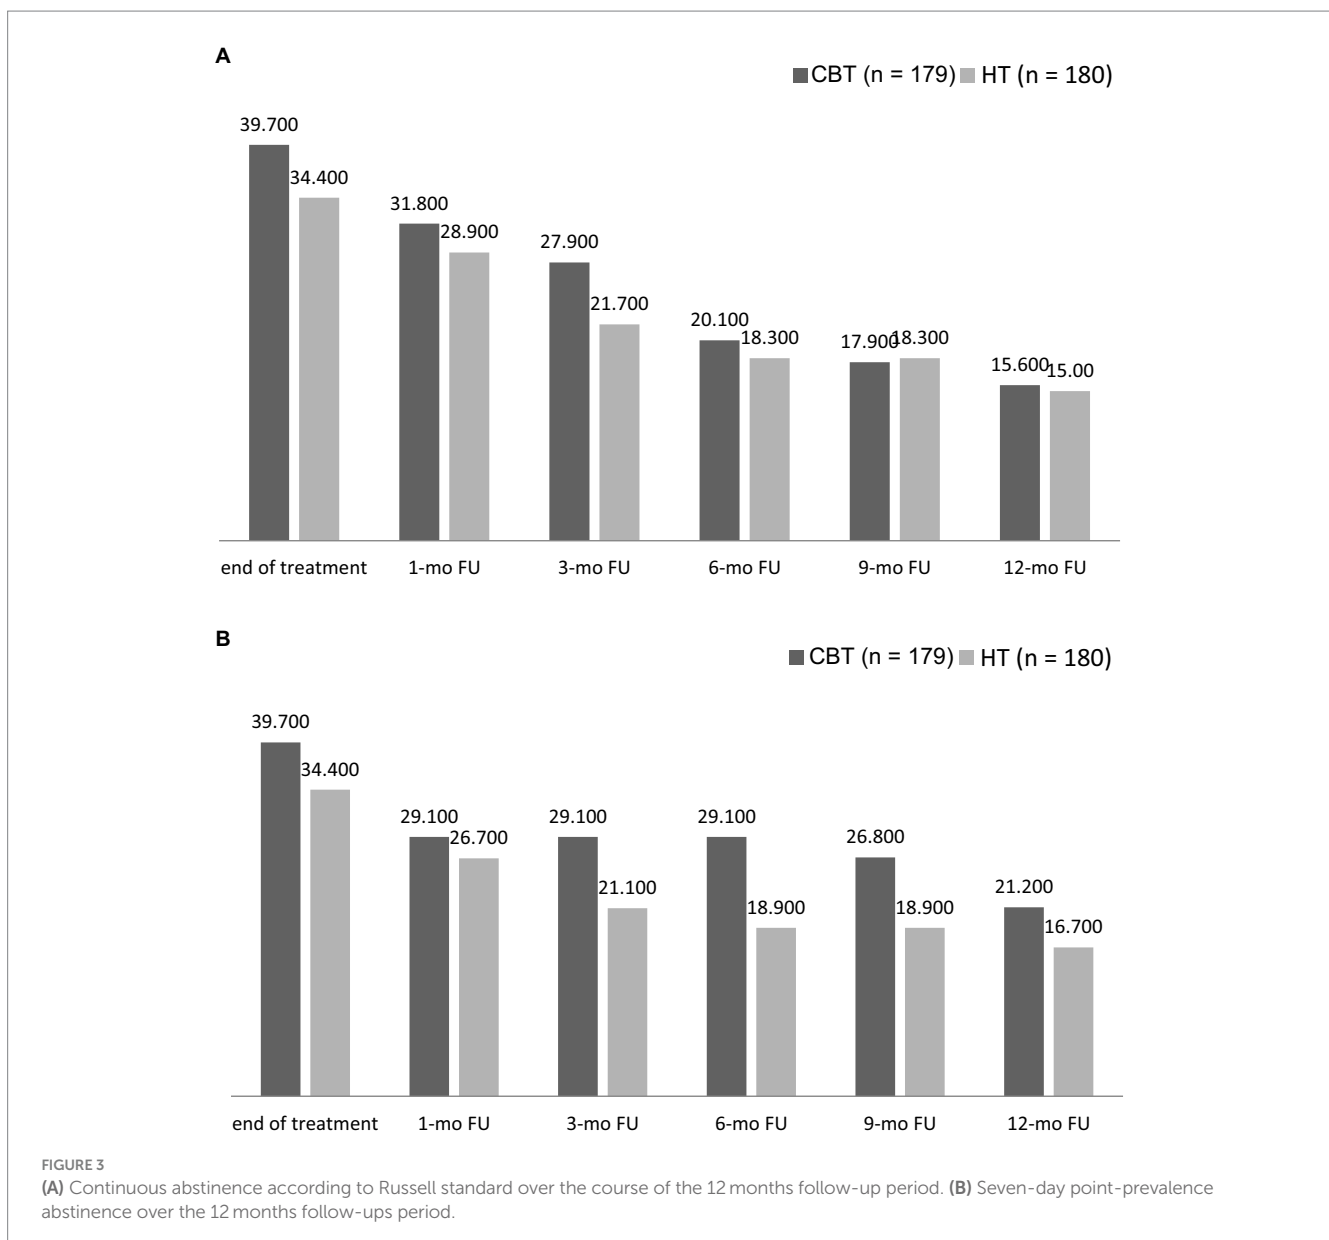 A
CBT (n = 179) HT (n = 180)
39.700
34.400
31.800
28.900
27.900
21.700
20.100
18.300
17.900
18.300
15.600
15.00
end of treatment 1-mo FU 3-mo FU 6-mo FU 9-mo FU 12-mo FU
B
CBT (n = 179) HT (n = 180)
39.700
34.400
29.100
26.700
29.100
21.100
29.100
18.900
26.800
18.900
21.200
16.700
end of treatment 1-mo FU 3-mo FU 6-mo FU 9-mo FU 12-mo FU
FIGURE 3
(A) Continuous abstinence according to Russell standard over the course of the 12 months follow-up period. (B) Seven-day point-prevalence
abstinence over the 12 months follow-ups period.